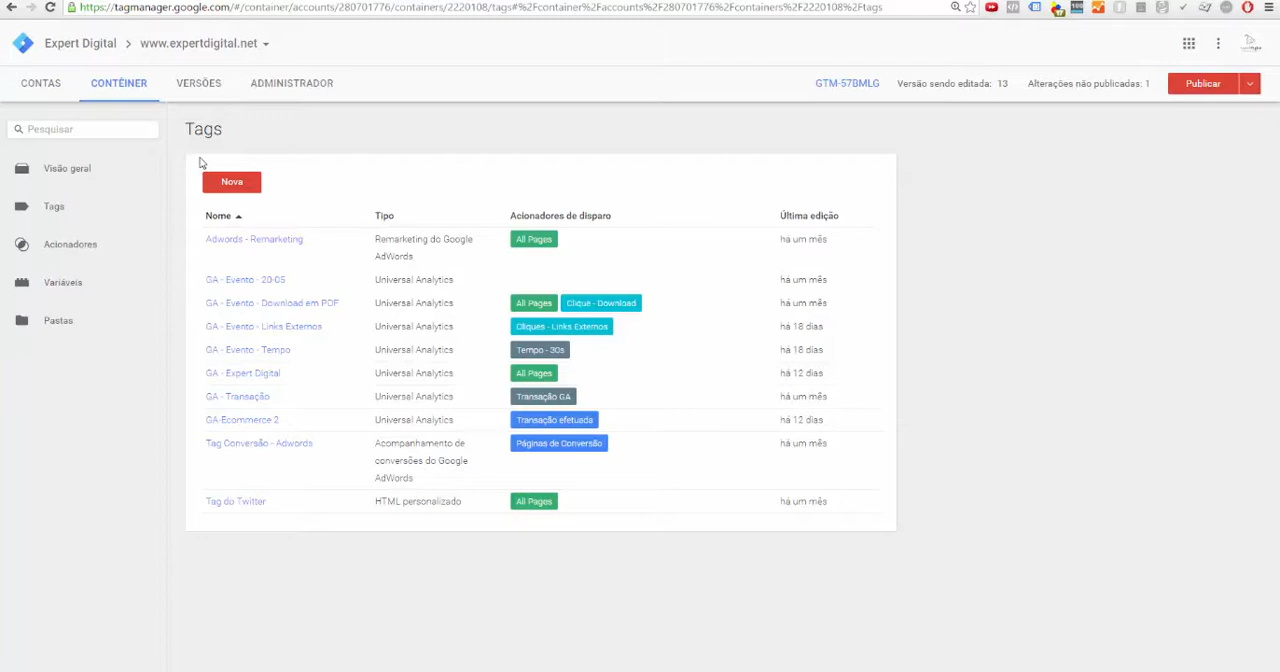 https://tagmanager.google.com/#/container/accounts/280701776/containers/2220108/tags#%2Fcontainer%2Faccounts%2F280701776%2Fcontainers%2F2220108%2Ftags
Expert Digital
www.expertdigital.net
CONTAS
CONTÊINER
VERSÕES
ADMINISTRADOR
GTM-57BMLG
Versão sendo editada: 13
Alterações não publicadas: 1
Publicar
Pesquisar
Visão geral
Tags
Acionadores
Variáveis
Pastas
Tags
Nova
Nome Tipo Acionadores de disparo Última edição
Adwords - Remarketing Remarketing do Google All Pages há um mês
AdWords
GA - Evento - 20-05 Universal Analytics há um mês
GA - Evento - Download em PDF Universal Analytics All Pages Clique - Download há um mês
GA - Evento - Links Externos Universal Analytics Cliques - Links Externos há 18 dias
GA - Evento - Tempo Universal Analytics Tempo - 30s há 18 dias
GA - Expert Digital Universal Analytics All Pages há 12 dias
GA - Transação Universal Analytics Transação GA há um mês
GA-Ecommerce 2 Universal Analytics Transação efetuada há 12 dias
Tag Conversão - Adwords Acompanhamento de Páginas de Conversão há um mês
conversões do Google
AdWords
Tag do Twitter HTML personalizado All Pages há um mês